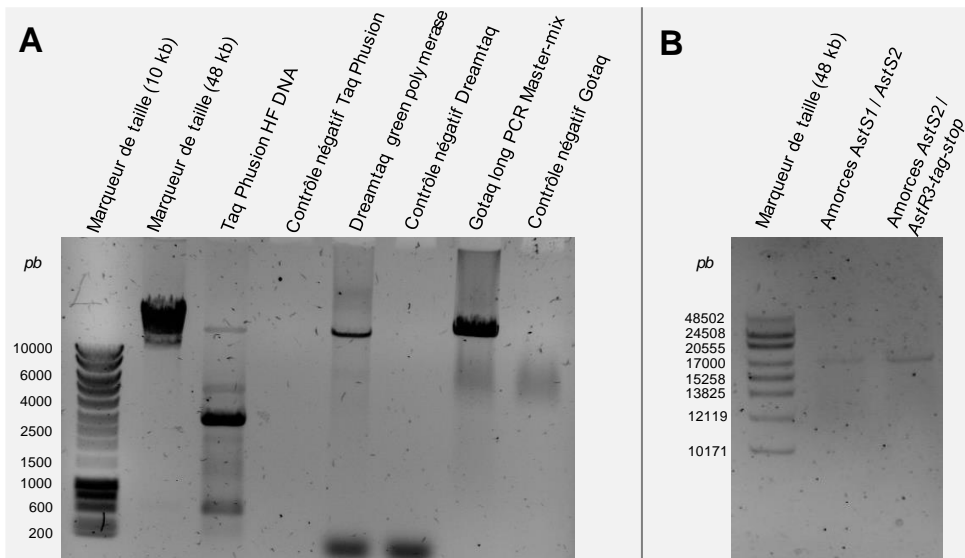 A
Marqueur de taille (10 kb)
Marqueur de taille (48 kb)
Taq Phusion HF DNA
Contrôle négatif Taq Phusion
Dreamtaq green polymerase
Contrôle négatif Dreamtaq
Gotaq long PCR Master-mix
Contrôle négatif Gotaq
pb
10000
6000
4000
2500
1500
1000
600
200
B
Marqueur de taille (48 kb)
Amorces AstS1 / AstS2
Amorces AstS2 /
AstR3-tag-stop
pb
48502
24508
20555
17000
15258
13825
12119
10171